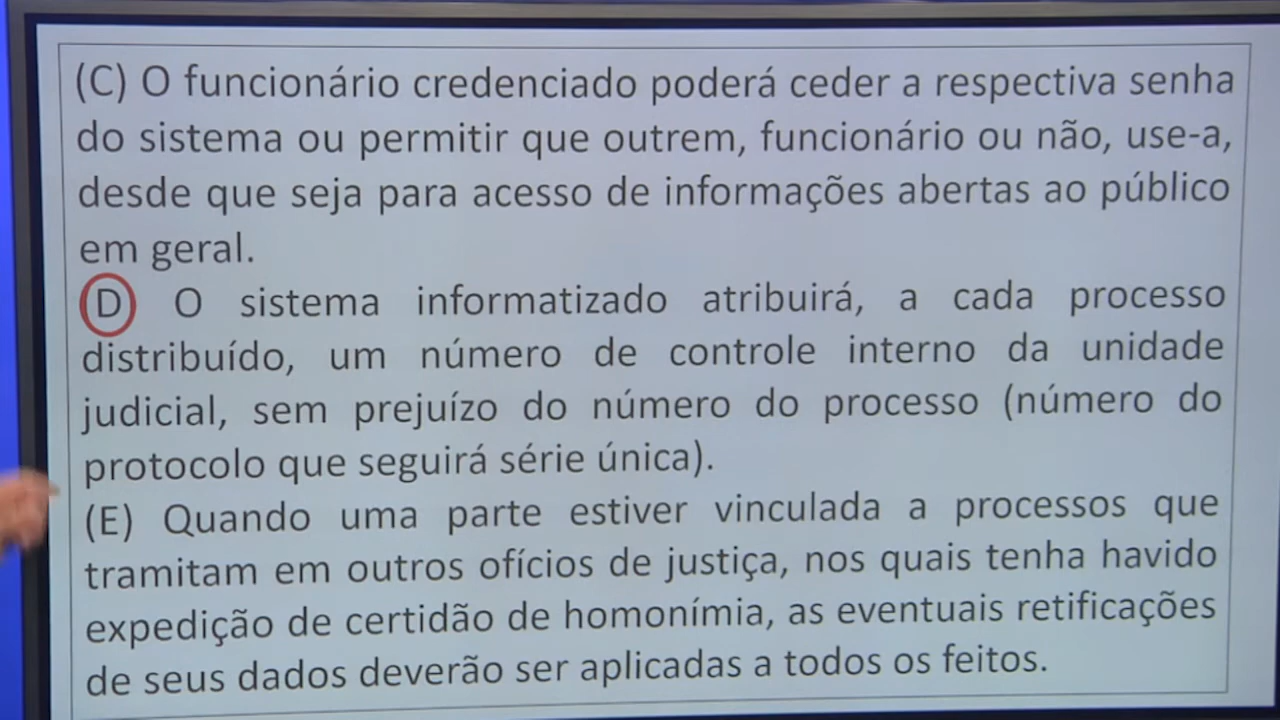 (C) O funcionário credenciado poderá ceder a respectiva senha
do sistema ou permitir que outrem, funcionário ou não, use-a,
desde que seja para acesso de informações abertas ao público
em geral.
D O sistema informatizado atribuirá, a cada processo
distribuído, um número de controle interno da unidade
judicial, sem prejuízo do número do processo (número do
protocolo que seguirá série única).
(E) Quando uma parte estiver vinculada a processos que
tramitam em outros ofícios de justiça, nos quais tenha havido
expedição de certidão de homonímia, as eventuais retificações
de seus dados deverão ser aplicadas a todos os feitos.